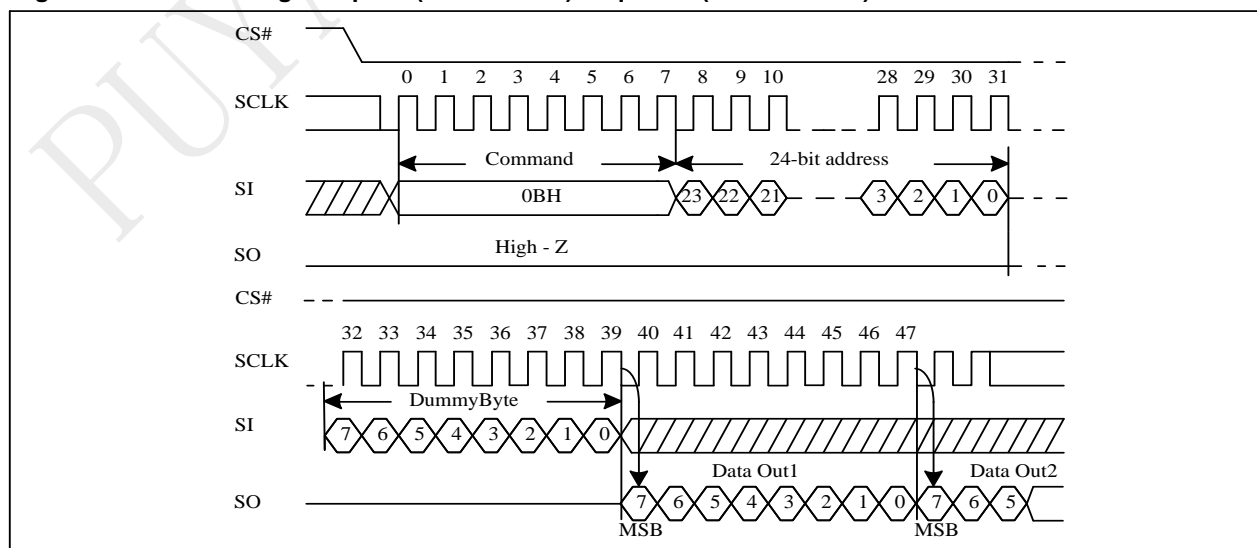 PUYA
CS#
0 1 2 3 4 5 6 7 8 9 10 28 29 30 31
SCLK
Command 24-bit address
SI 0BH 23 22 21 3 2 1 0
High - Z
SO
CS#
32 33 34 35 36 37 38 39 40 41 42 43 44 45 46 47
SCLK
DummyByte
SI 7 6 5 4 3 2 1 0
Data Out1 Data Out2
SO 7 6 5 4 3 2 1 0 7 6 5
MSB MSB